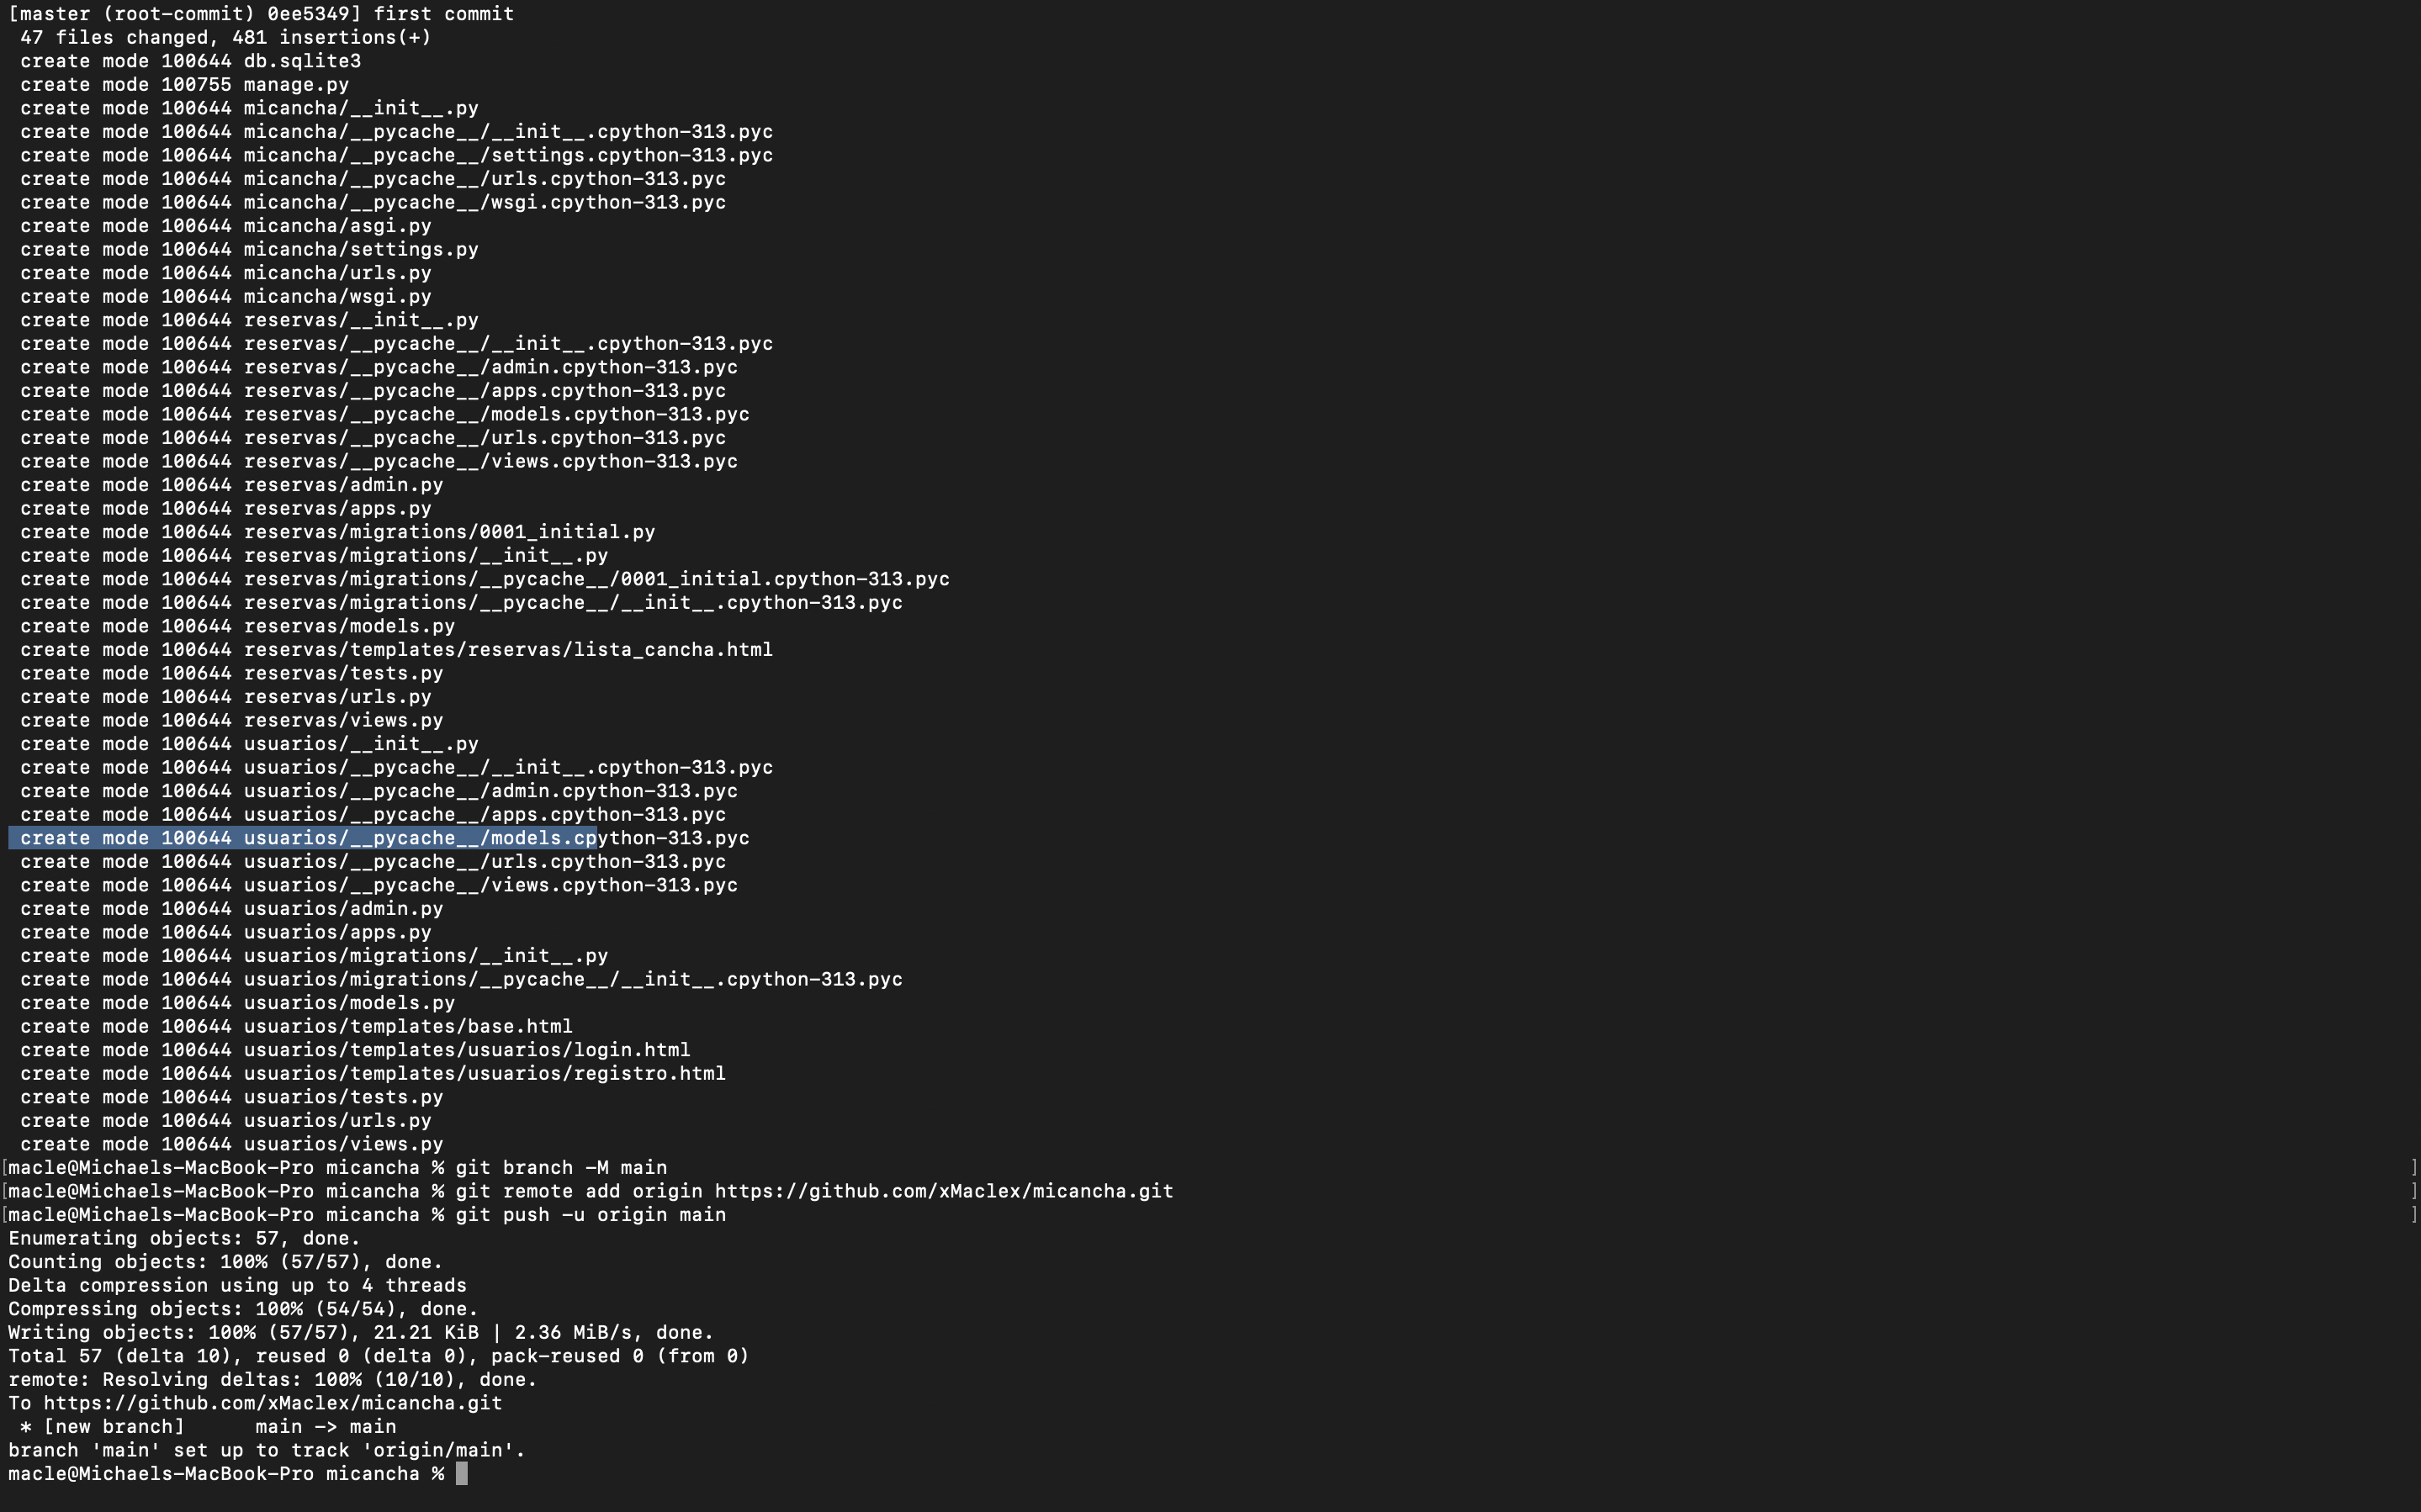 [master (root-commit) 0ee5349] first commit
 47 files changed, 481 insertions(+)
 create mode 100644 db.sqlite3
 create mode 100755 manage.py
 create mode 100644 micancha/__init__.py
 create mode 100644 micancha/__pycache__/__init__.cpython-313.pyc
 create mode 100644 micancha/__pycache__/settings.cpython-313.pyc
 create mode 100644 micancha/__pycache__/urls.cpython-313.pyc
 create mode 100644 micancha/__pycache__/wsgi.cpython-313.pyc
 create mode 100644 micancha/asgi.py
 create mode 100644 micancha/settings.py
 create mode 100644 micancha/urls.py
 create mode 100644 micancha/wsgi.py
 create mode 100644 reservas/__init__.py
 create mode 100644 reservas/__pycache__/__init__.cpython-313.pyc
 create mode 100644 reservas/__pycache__/admin.cpython-313.pyc
 create mode 100644 reservas/__pycache__/apps.cpython-313.pyc
 create mode 100644 reservas/__pycache__/models.cpython-313.pyc
 create mode 100644 reservas/__pycache__/urls.cpython-313.pyc
 create mode 100644 reservas/__pycache__/views.cpython-313.pyc
 create mode 100644 reservas/admin.py
 create mode 100644 reservas/apps.py
 create mode 100644 reservas/migrations/0001_initial.py
 create mode 100644 reservas/migrations/__init__.py
 create mode 100644 reservas/migrations/__pycache__/0001_initial.cpython-313.pyc
 create mode 100644 reservas/migrations/__pycache__/__init__.cpython-313.pyc
 create mode 100644 reservas/models.py
 create mode 100644 reservas/templates/reservas/lista_cancha.html
 create mode 100644 reservas/tests.py
 create mode 100644 reservas/urls.py
 create mode 100644 reservas/views.py
 create mode 100644 usuarios/__init__.py
 create mode 100644 usuarios/__pycache__/__init__.cpython-313.pyc
 create mode 100644 usuarios/__pycache__/admin.cpython-313.pyc
 create mode 100644 usuarios/__pycache__/apps.cpython-313.pyc
 create mode 100644 usuarios/__pycache__/models.cpython-313.pyc
 create mode 100644 usuarios/__pycache__/urls.cpython-313.pyc
 create mode 100644 usuarios/__pycache__/views.cpython-313.pyc
 create mode 100644 usuarios/admin.py
 create mode 100644 usuarios/apps.py
 create mode 100644 usuarios/migrations/__init__.py
 create mode 100644 usuarios/migrations/__pycache__/__init__.cpython-313.pyc
 create mode 100644 usuarios/models.py
 create mode 100644 usuarios/templates/base.html
 create mode 100644 usuarios/templates/usuarios/login.html
 create mode 100644 usuarios/templates/usuarios/registro.html
 create mode 100644 usuarios/tests.py
 create mode 100644 usuarios/urls.py
 create mode 100644 usuarios/views.py
[macle@Michaels-MacBook-Pro micancha % git branch -M main ]
[macle@Michaels-MacBook-Pro micancha % git remote add origin https://github.com/xMaclex/micancha.git ]
[macle@Michaels-MacBook-Pro micancha % git push -u origin main ]
Enumerating objects: 57, done.
Counting objects: 100% (57/57), done.
Delta compression using up to 4 threads
Compressing objects: 100% (54/54), done.
Writing objects: 100% (57/57), 21.21 KiB | 2.36 MiB/s, done.
Total 57 (delta 10), reused 0 (delta 0), pack-reused 0 (from 0)
remote: Resolving deltas: 100% (10/10), done.
To https://github.com/xMaclex/micancha.git
 * [new branch]      main -> main
branch 'main' set up to track 'origin/main'.
macle@Michaels-MacBook-Pro micancha %